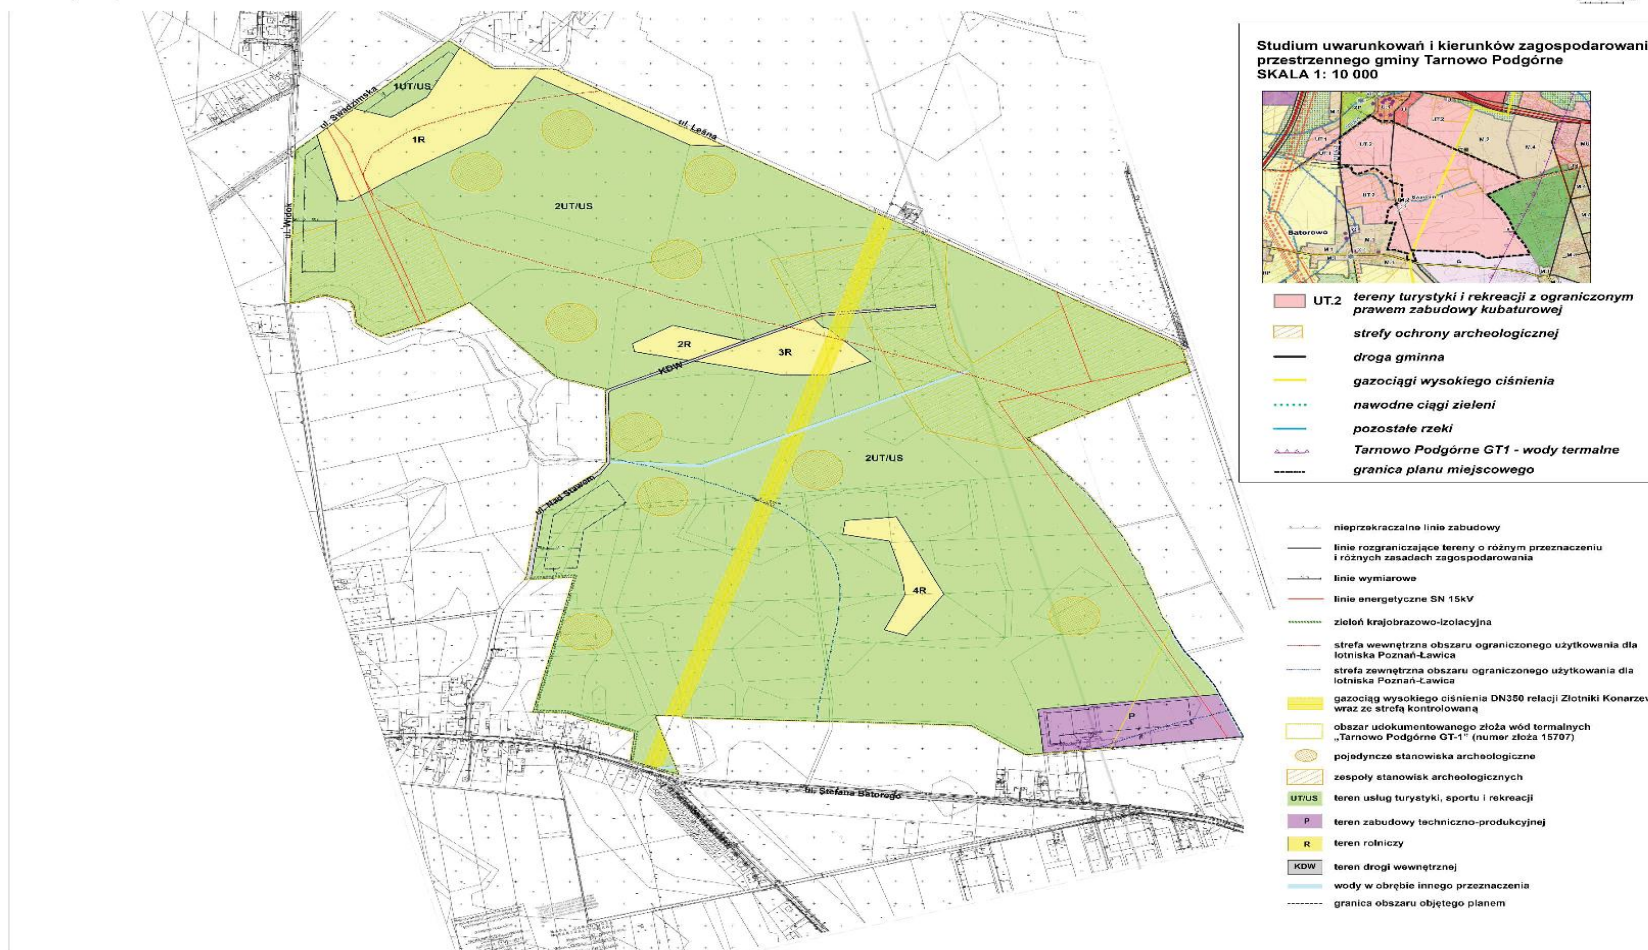 Studium uwarunkowań i kierunków zagospodarowani
przestrzennego gminy Tarnowo Podgórne
SKALA 1: 10 000
Batorowo
UT.2 tereny turystyki i rekreacji z ograniczonym
prawem zabudowy kubaturowej
strefy ochrony archeologicznej
droga gminna
gazociągi wysokiego ciśnienia
nawodne ciągi zieleni
pozostałe rzeki
Tarnowo Podgórne GT1 - wody termalne
granica planu miejscowego
nieprzekraczalne linie zabudowy
linie rozgraniczające tereny o różnym przeznaczeniu
i różnych zasadach zagospodarowania
linie wymiarowe
linie energetyczne SN 15kV
zieleń krajobrazowo-izolacyjna
strefa wewnętrzna obszaru ograniczonego użytkowania dla
lotniska Poznań-Ławica
strefa zewnętrzna obszaru ograniczonego użytkowania dla
lotniska Poznań-Ławica
gazociąg wysokiego ciśnienia DN350 relacji Złotniki Konarzew
wraz ze strefą kontrolowaną
obszar udokumentowanego złoża wód termalnych
„Tarnowo Podgórne GT-1" (numer złoża 15707)
pojedyncze stanowiska archeologiczne
zespoły stanowisk archeologicznych
UT/US teren usług turystyki, sportu i rekreacji
P teren zabudowy techniczno-produkcyjnej
R teren rolniczy
KDW teren drogi wewnętrznej
wody w obrębie innego przeznaczenia
granica obszaru objętego planem
1UT/US
ul. Swadzimska
1R
ul. Leśna
ul. Widok
2UT/US
2R
3R
KDW
2UT/US
ul. Nad Stawem
4R
P
ul. Stefana Batorego